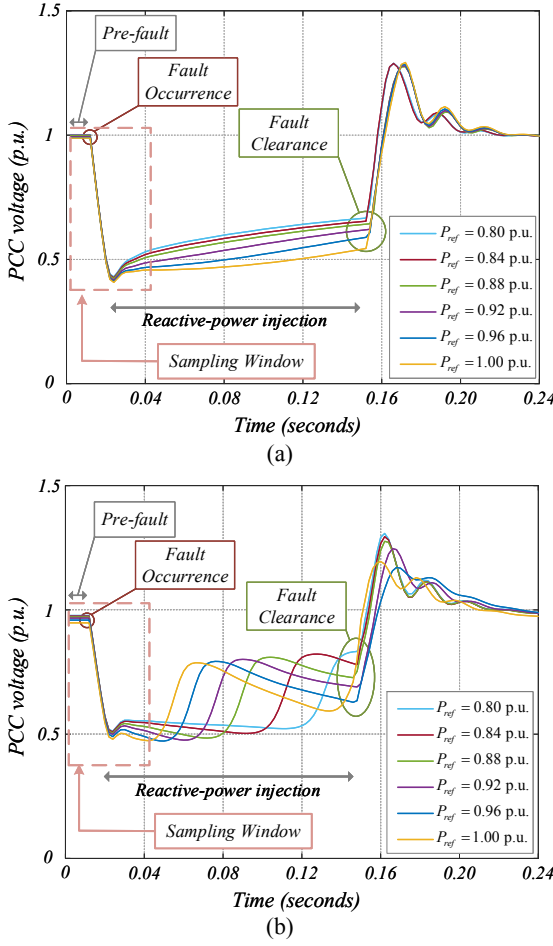 1.5
Pre-fault
Fault
Occurrence
Fault
Clearance
1
0.5
1
PCC voltage (p.u.)
P_ref = 0.80 p.u.
P_ref = 0.84 p.u.
P_ref = 0.88 p.u.
P_ref = 0.92 p.u.
P_ref = 0.96 p.u.
P_ref = 1.00 p.u.
Reactive-power injection
Sampling Window
0 0.04 0.08 0.12 0.16 0.20 0.24
Time (seconds)
(a)
1.5
Pre-fault
Fault
Occurrence
Fault
Clearance
1
0.5
1
PCC voltage (p.u.)
P_ref = 0.80 p.u.
P_ref = 0.84 p.u.
P_ref = 0.88 p.u.
P_ref = 0.92 p.u.
P_ref = 0.96 p.u.
P_ref = 1.00 p.u.
Reactive-power injection
Sampling Window
0 0.04 0.08 0.12 0.16 0.20 0.24
Time (seconds)
(b)